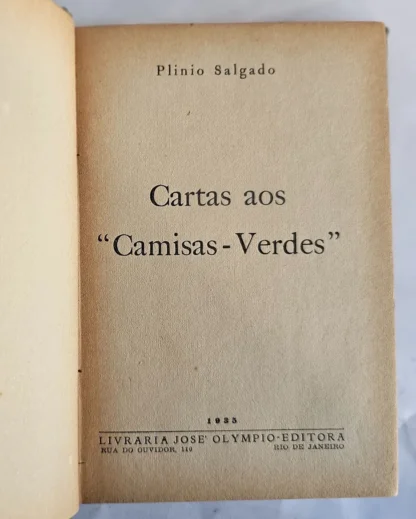 Plinio Salgado
Cartas aos
“Camisas-Verdes”
1935
LIVRARIA JOSE' OLYMPIO-EDITORA
RUA DO OUVIDOR, 110 RIO DE JANEIRO